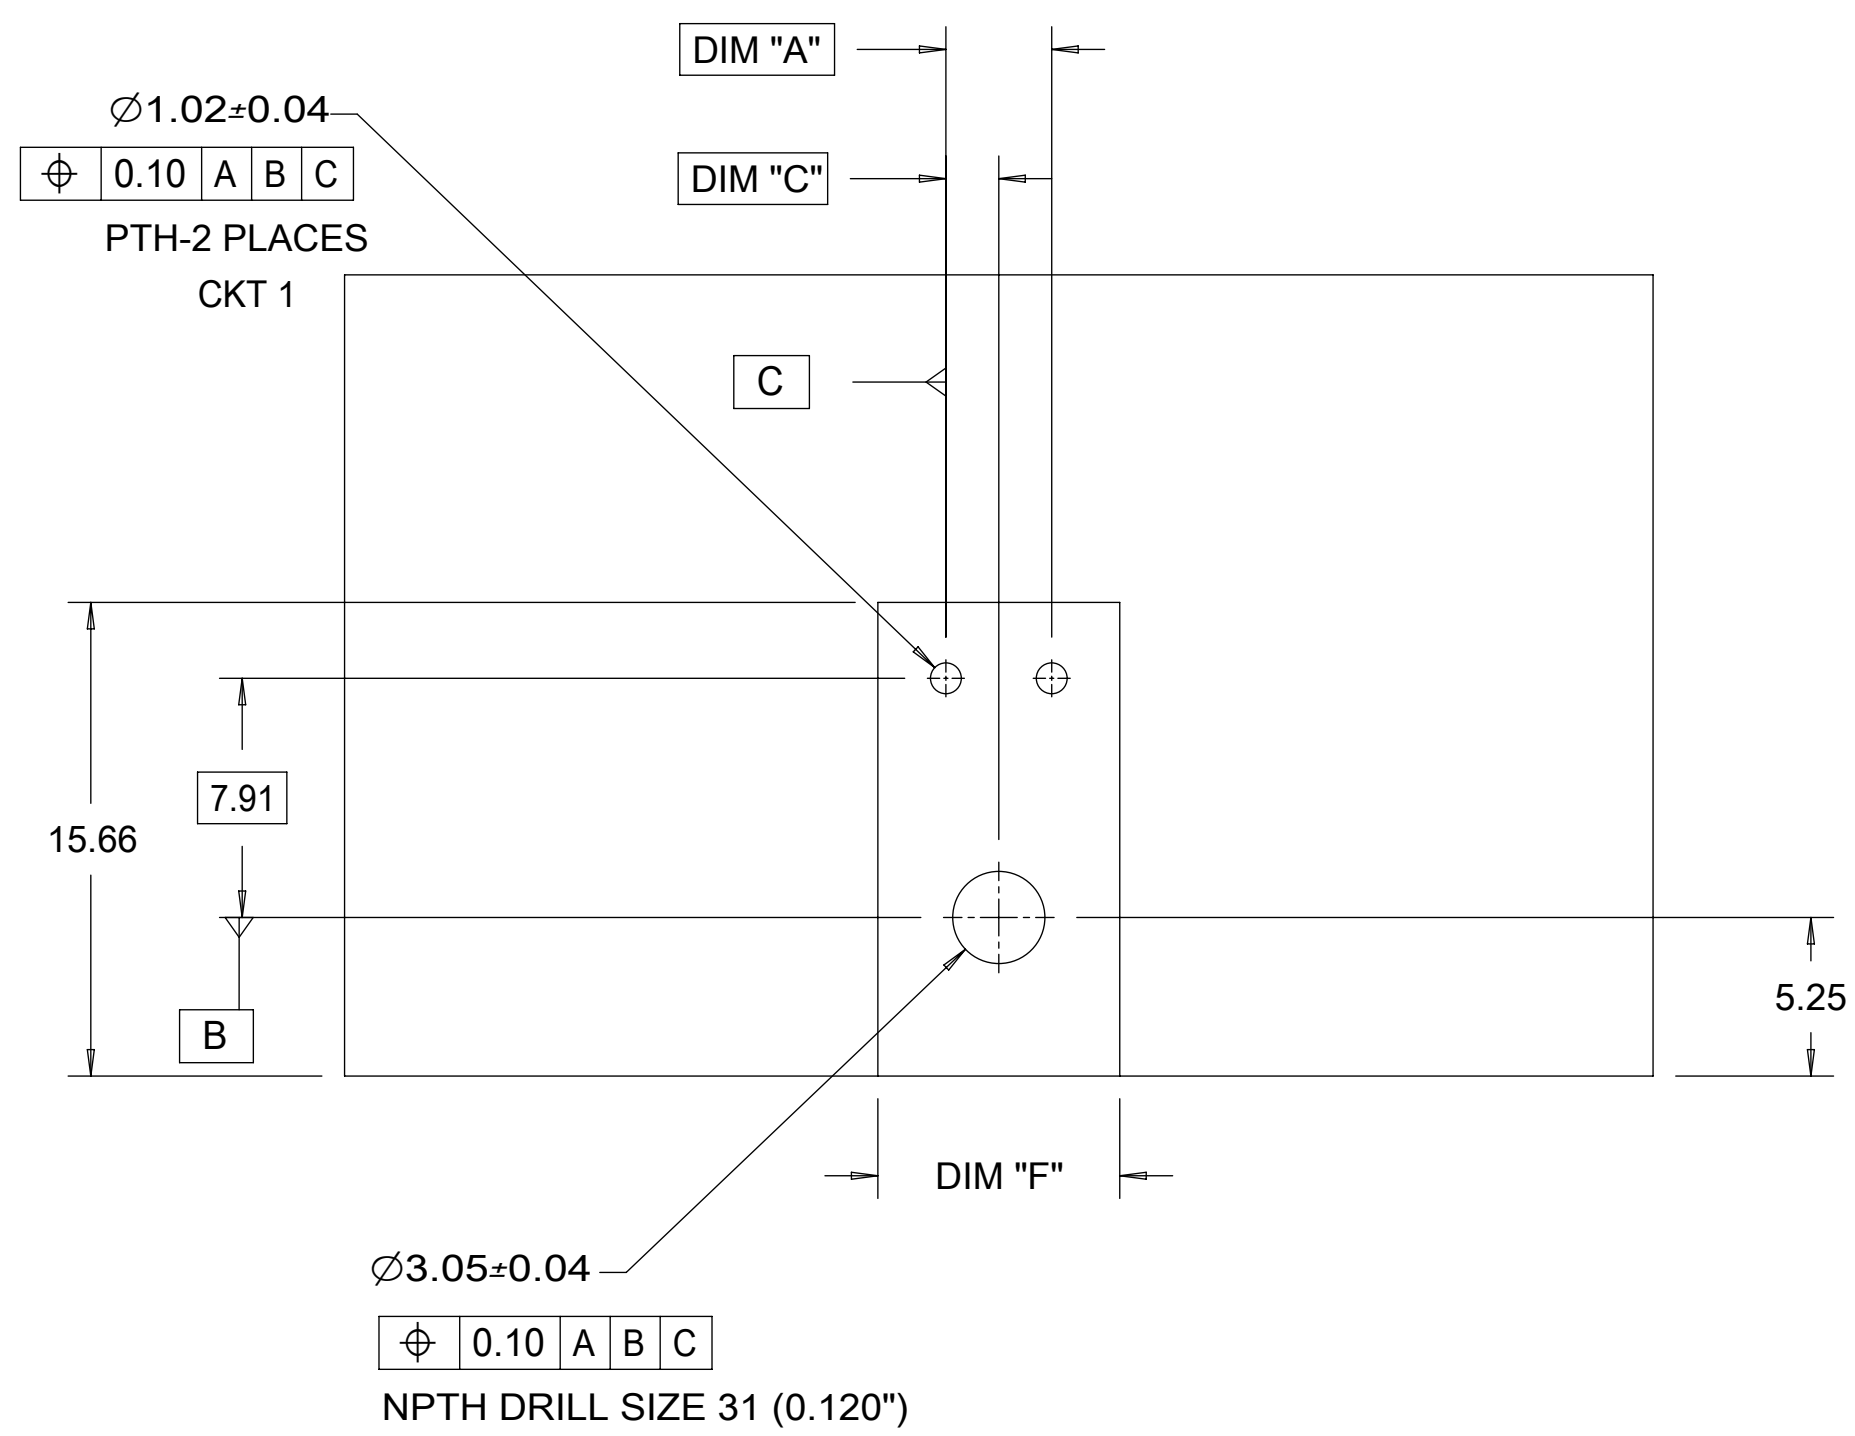 DIM "A"
⌀1.02±0.04
⌖ 0.10 A B C
DIM "C"
PTH-2 PLACES
CKT 1
C
7.91
15.66
5.25
B
DIM "F"
⌀3.05±0.04
⌖ 0.10 A B C
NPTH DRILL SIZE 31 (0.120")